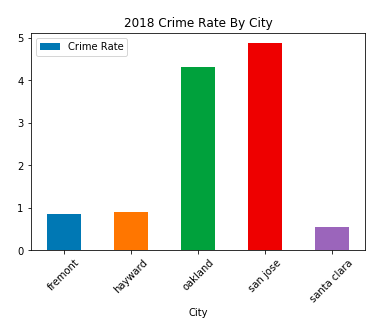 2018 Crime Rate By City
Crime Rate
5
4
3
2
1
0
fremont
hayward
oakland
san jose
santa clara
City